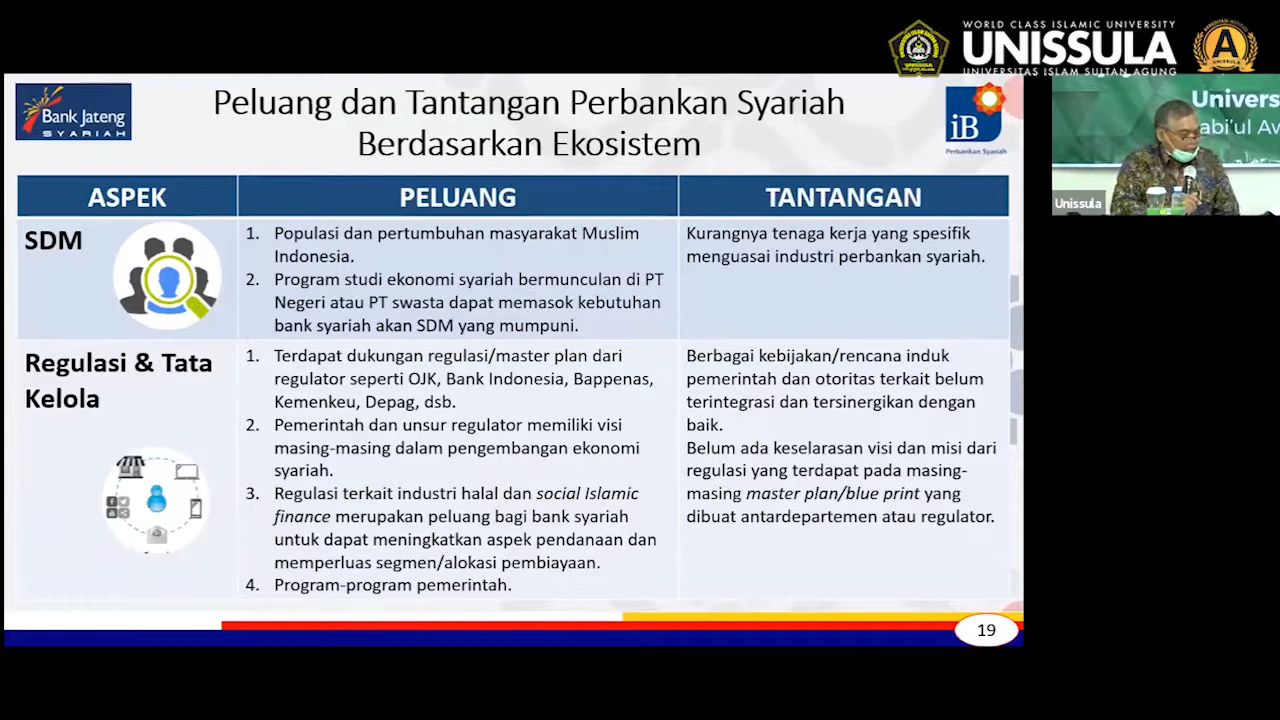 WORLD CLASS ISLAMIC UNIVERSITY
UNISSULA
UNIVERSITAS ISLAM SULTAN AGUNG
A
UNISSULA
UNISSULA
Bank Jateng
SYARIAH
Peluang dan Tantangan Perbankan Syariah
Berdasarkan Ekosistem
iB
Perbankan Syariah
Univers
abi'ul Aw
Unissula
ASPEK
PELUANG
TANTANGAN
SDM
1. Populasi dan pertumbuhan masyarakat Muslim
Indonesia.
2. Program studi ekonomi syariah bermunculan di PT
Negeri atau PT swasta dapat memasok kebutuhan
bank syariah akan SDM yang mumpuni.
Kurangnya tenaga kerja yang spesifik
menguasai industri perbankan syariah.
Regulasi & Tata
Kelola
1. Terdapat dukungan regulasi/master plan dari
regulator seperti OJK, Bank Indonesia, Bappenas,
Kemenkeu, Depag, dsb.
2. Pemerintah dan unsur regulator memiliki visi
masing-masing dalam pengembangan ekonomi
syariah.
3. Regulasi terkait industri halal dan social Islamic
finance merupakan peluang bagi bank syariah
untuk dapat meningkatkan aspek pendanaan dan
memperluas segmen/alokasi pembiayaan.
4. Program-program pemerintah.
Berbagai kebijakan/rencana induk
pemerintah dan otoritas terkait belum
terintegrasi dan tersinergikan dengan
baik.
Belum ada keselarasan visi dan misi dari
regulasi yang terdapat pada masing-
masing master plan/blue print yang
dibuat antardepartemen atau regulator.
19